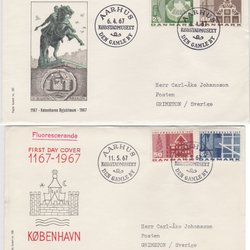 AARHUS
6.4.67
KØBSTADMUSEET
DEN GAMLE BY
Herr Carl-Åke Johansson
Posten
GRIMETON / Sverige
1167 · København Byjubilæum · 1967
Fluorescerande
FIRST DAY COVER
1167-1967
KØBENHAVN
AARHUS
11.5.67
KØBSTADMUSEET
DEN GAMLE BY
Herr Carl-Åke Johansson
Posten
GRIMETON / Sverige